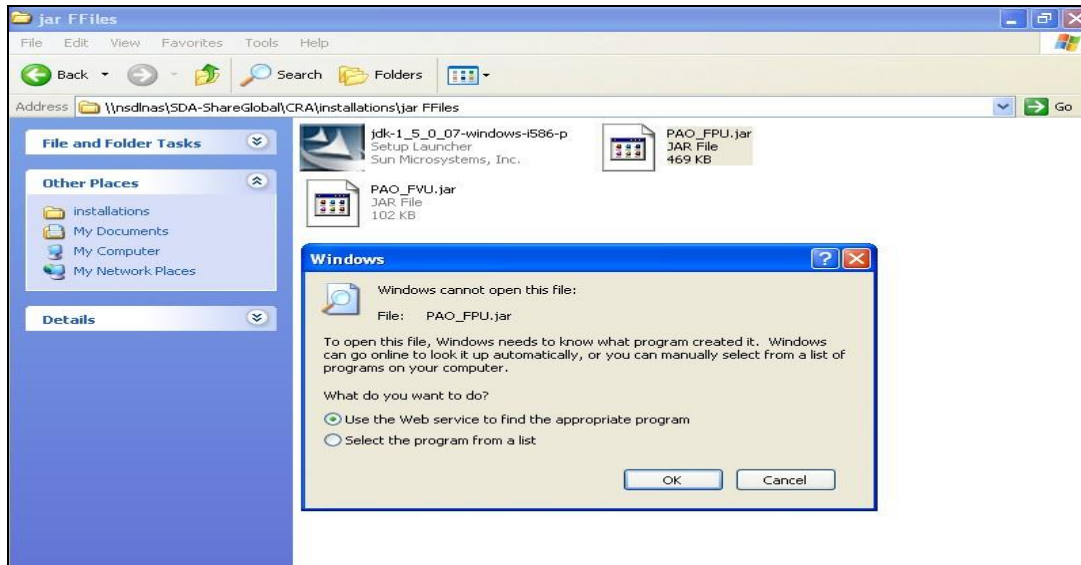 jar FFiles
File Edit View Favorites Tools Help
Back Search Folders
Address \\nsdlnas\SDA-ShareGlobal\CRA\installations\jar FFiles Go
File and Folder Tasks
Other Places
installations
My Documents
My Computer
My Network Places
Details
jdk-1_5_0_07-windows-i586-p
Setup Launcher
Sun Microsystems, Inc.
PAO_FPU.jar
JAR File
469 KB
PAO_FVU.jar
JAR File
102 KB
Windows
Windows cannot open this file:
File: PAO_FPU.jar
To open this file, Windows needs to know what program created it. Windows
can go online to look it up automatically, or you can manually select from a list of
programs on your computer.
What do you want to do?
Use the Web service to find the appropriate program
Select the program from a list
OK Cancel